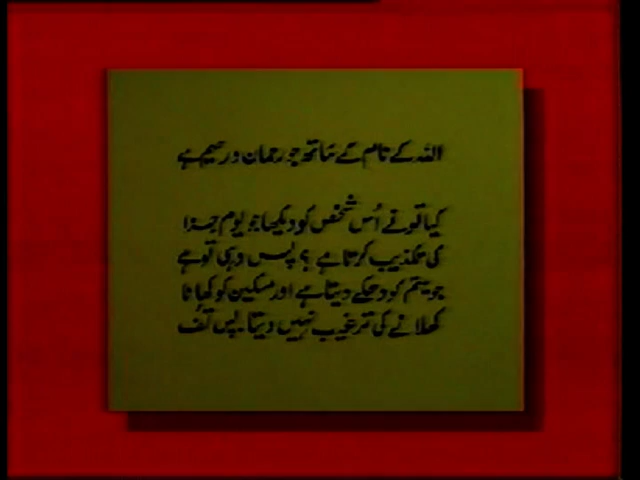 اللہ کے نام کے ساتھ جو رحمان و رحیم ہے
کیا تو نے اُس شخص کو دیکھا جو یوم جزا
کی تکذیب کرتا ہے ؟ پس وہی تو ہے
جو یتیم کو دھکے دیتا ہے اور مسکین کو کھانا
کھلانے کی ترغیب نہیں دیتا۔ پس تُف